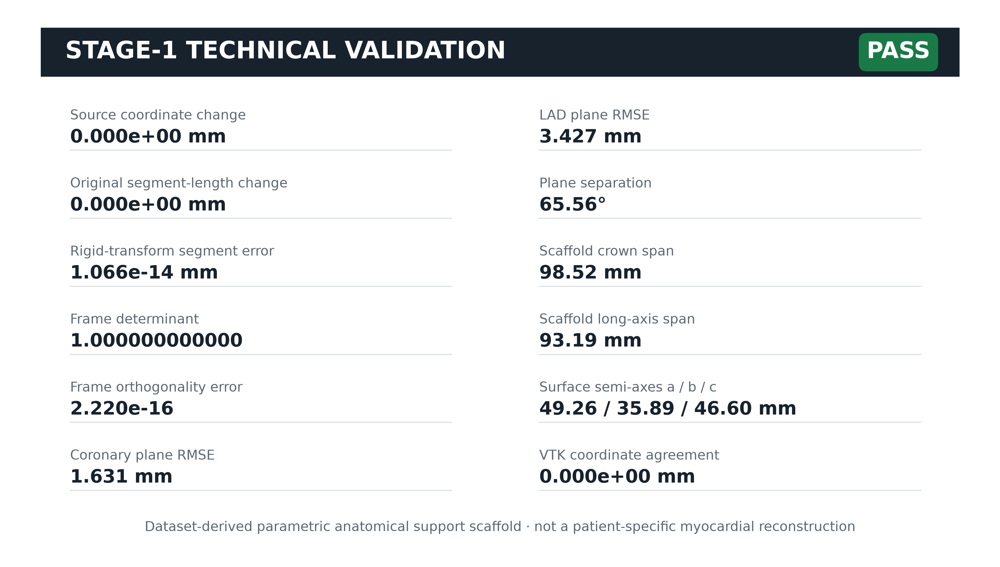 STAGE-1 TECHNICAL VALIDATION
PASS
Source coordinate change
0.000e+00 mm
Original segment-length change
0.000e+00 mm
Rigid-transform segment error
1.066e-14 mm
Frame determinant
1.000000000000
Frame orthogonality error
2.220e-16
Coronary plane RMSE
1.631 mm
LAD plane RMSE
3.427 mm
Plane separation
65.56°
Scaffold crown span
98.52 mm
Scaffold long-axis span
93.19 mm
Surface semi-axes a / b / c
49.26 / 35.89 / 46.60 mm
VTK coordinate agreement
0.000e+00 mm
Dataset-derived parametric anatomical support scaffold · not a patient-specific myocardial reconstruction